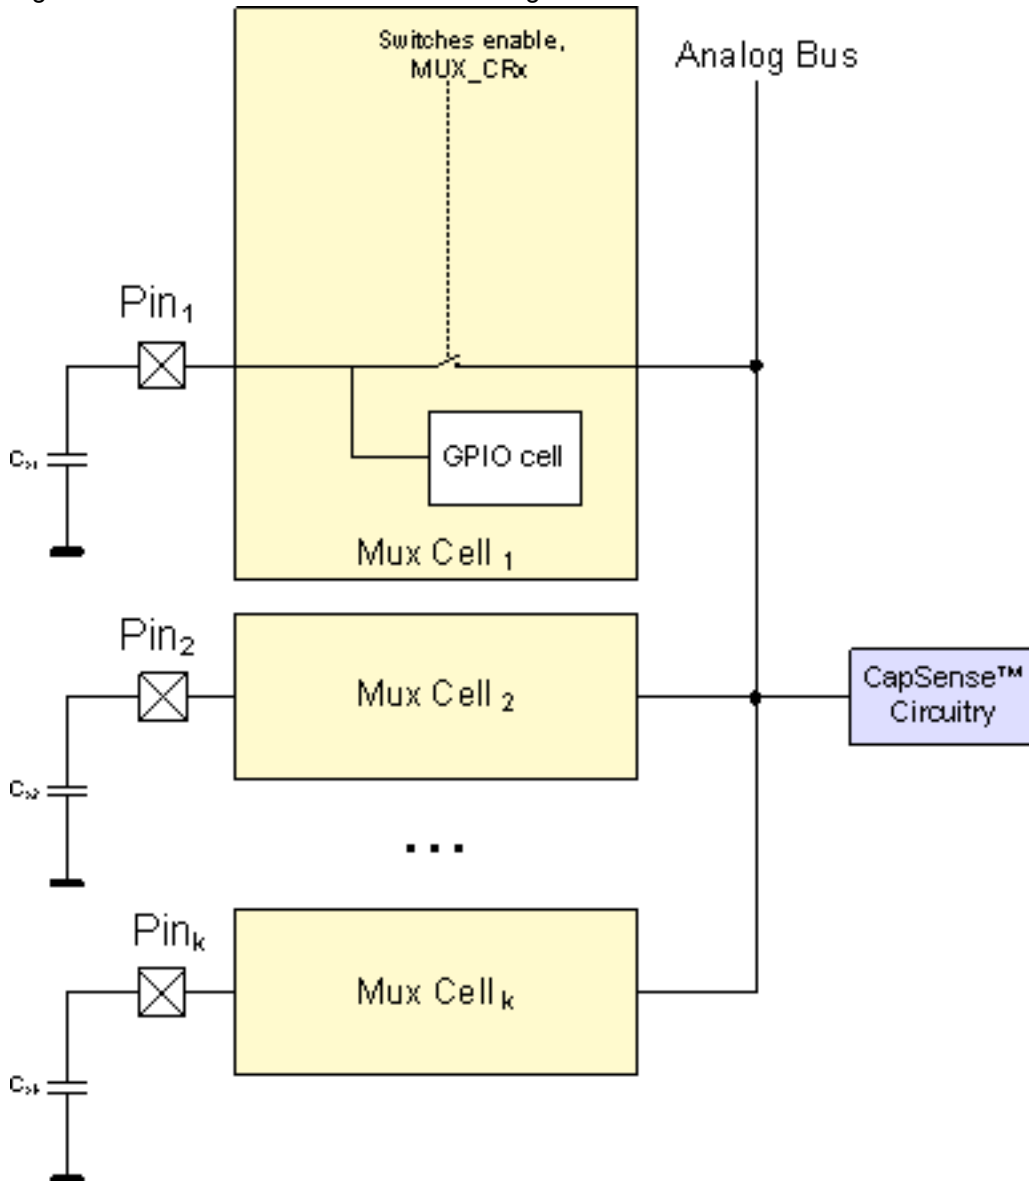 Switches enable,
MUX_CRx
Analog Bus
Pin1
GPIO cell
Mux Cell 1
Pin2
Mux Cell 2
CapSense™
Circuitry
...
Pink
Mux Cell k